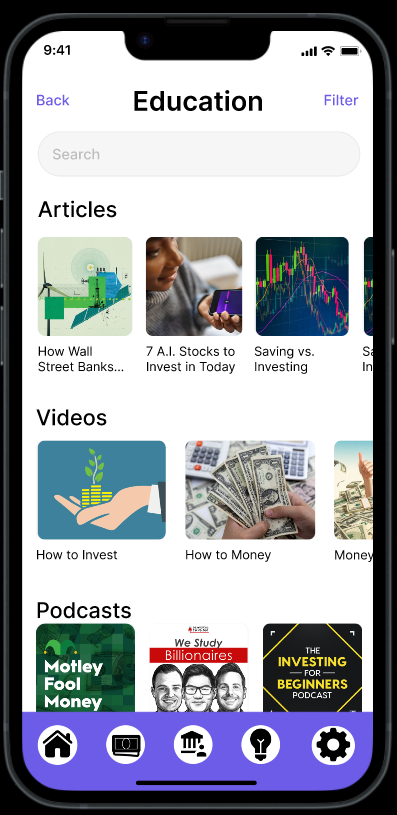 9:41
Back
Education
Filter
Search
Articles
How Wall
Street Banks...
7 A.I. Stocks to
Invest in Today
Saving vs.
Investing
Sa
In
Videos
How to Invest
How to Money
Money
Podcasts
Motley
Fool
Money
We Study
Billionaires
THE
INVESTING
FOR
BEGINNERS
PODCAST